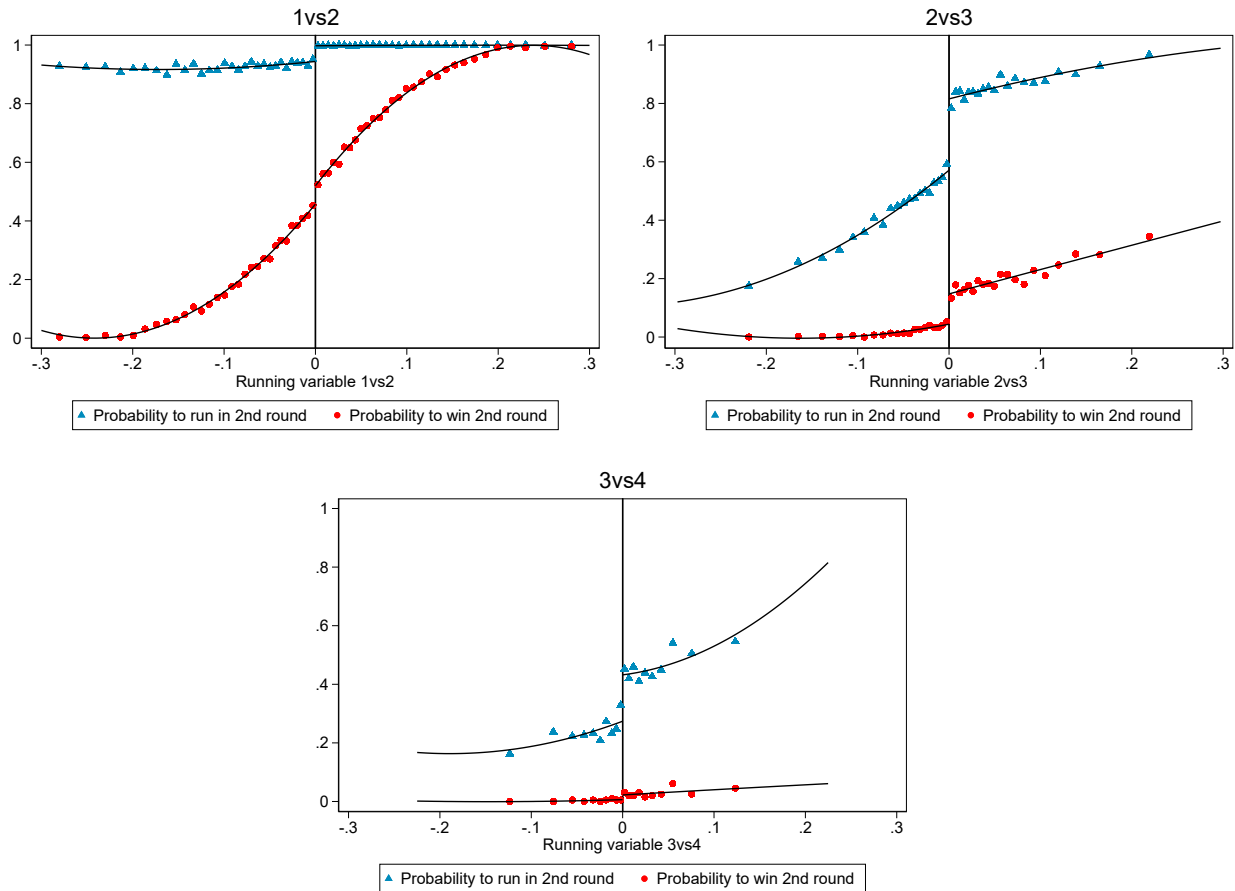 1vs2
1
.8
.6
.4
.2
0
-.3 -.2 -.1 0 .1 .2 .3
Running variable 1vs2
Probability to run in 2nd round Probability to win 2nd round
2vs3
1
.8
.6
.4
.2
0
-.3 -.2 -.1 0 .1 .2 .3
Running variable 2vs3
Probability to run in 2nd round Probability to win 2nd round
3vs4
1
.8
.6
.4
.2
0
-.3 -.2 -.1 0 .1 .2 .3
Running variable 3vs4
Probability to run in 2nd round Probability to win 2nd round